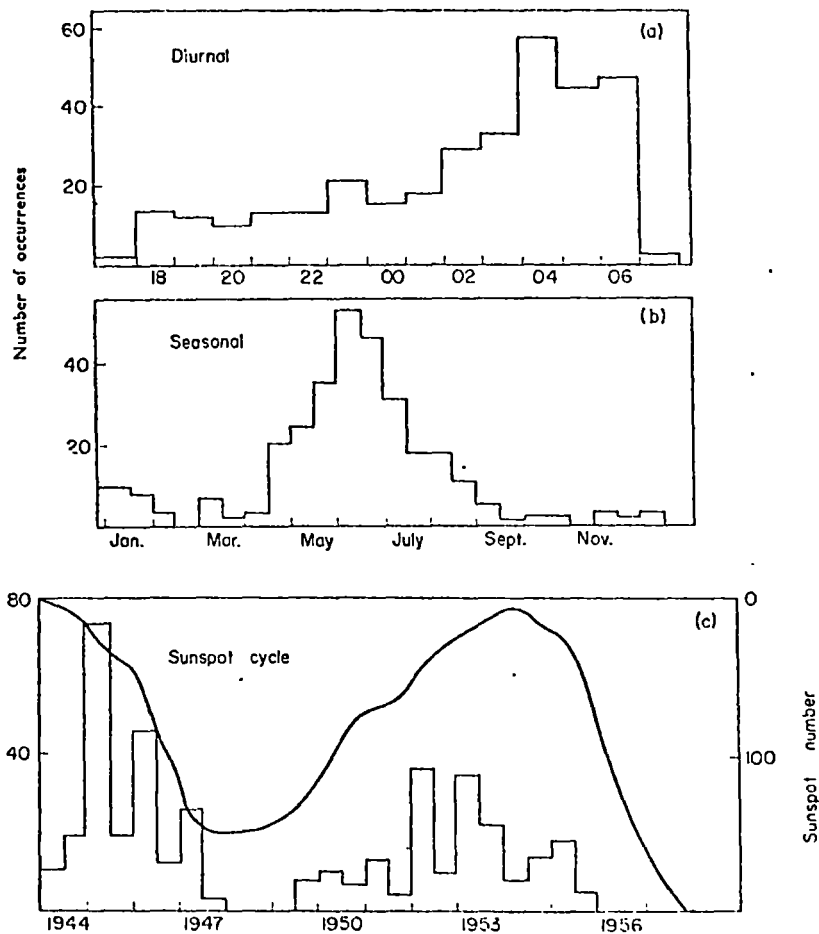 Number of occurrences
60
40
20
Diurnal
(a)
18 20 22 00 02 04 06
40
20
Seasonal
(b)
Jan. Mar. May July Sept. Nov.
80
40
Sunspot cycle
(c)
0
100
Sunspot number
1944 1947 1950 1953 1956